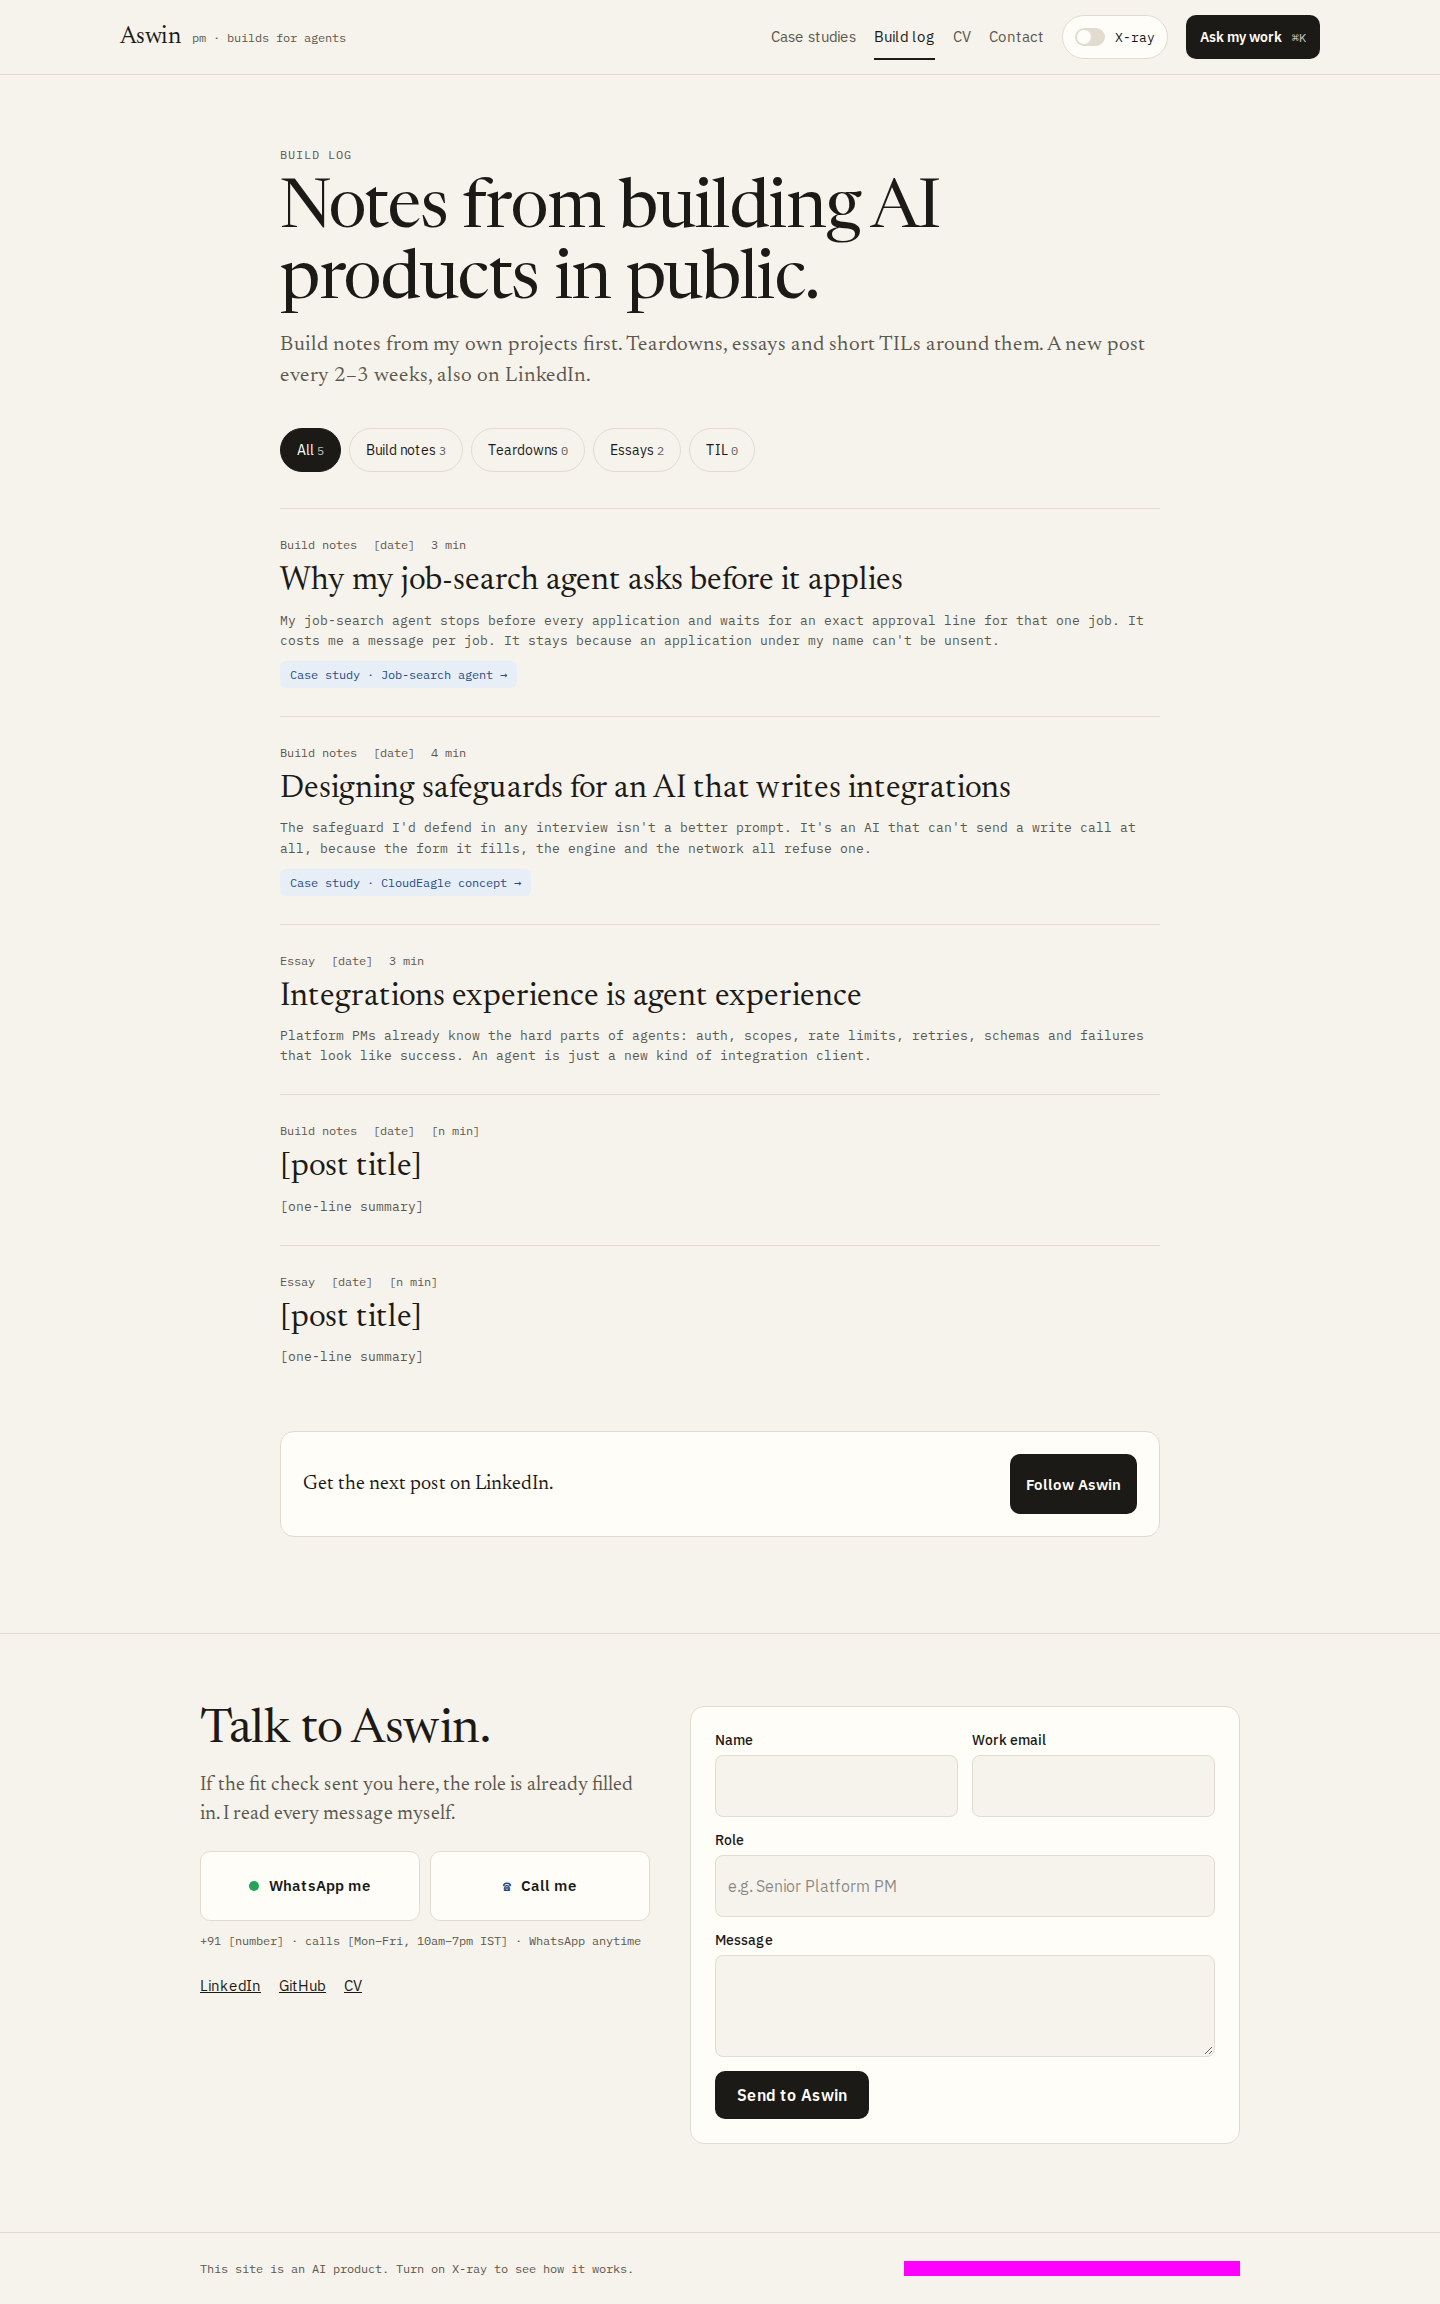 Aswin pm · builds for agents
Case studies Build log CV Contact X-ray Ask my work ⌘K
BUILD LOG
Notes from building AI
products in public.
Build notes from my own projects first. Teardowns, essays and short TILs around them. A new post
every 2–3 weeks, also on LinkedIn.
All 5 Build notes 3 Teardowns 0 Essays 2 TIL 0
Build notes [date] 3 min
Why my job-search agent asks before it applies
My job-search agent stops before every application and waits for an exact approval line for that one job. It
costs me a message per job. It stays because an application under my name can't be unsent.
Case study · Job-search agent →
Build notes [date] 4 min
Designing safeguards for an AI that writes integrations
The safeguard I'd defend in any interview isn't a better prompt. It's an AI that can't send a write call at
all, because the form it fills, the engine and the network all refuse one.
Case study · CloudEagle concept →
Essay [date] 3 min
Integrations experience is agent experience
Platform PMs already know the hard parts of agents: auth, scopes, rate limits, retries, schemas and failures
that look like success. An agent is just a new kind of integration client.
Build notes [date] [n min]
[post title]
[one-line summary]
Essay [date] [n min]
[post title]
[one-line summary]
Get the next post on LinkedIn.
Follow Aswin
Talk to Aswin.
If the fit check sent you here, the role is already filled
in. I read every message myself.
WhatsApp me
☎ Call me
+91 [number] · calls [Mon–Fri, 10am–7pm IST] · WhatsApp anytime
LinkedIn GitHub CV
Name Work email
Role
e.g. Senior Platform PM
Message
Send to Aswin
This site is an AI product. Turn on X-ray to see how it works.